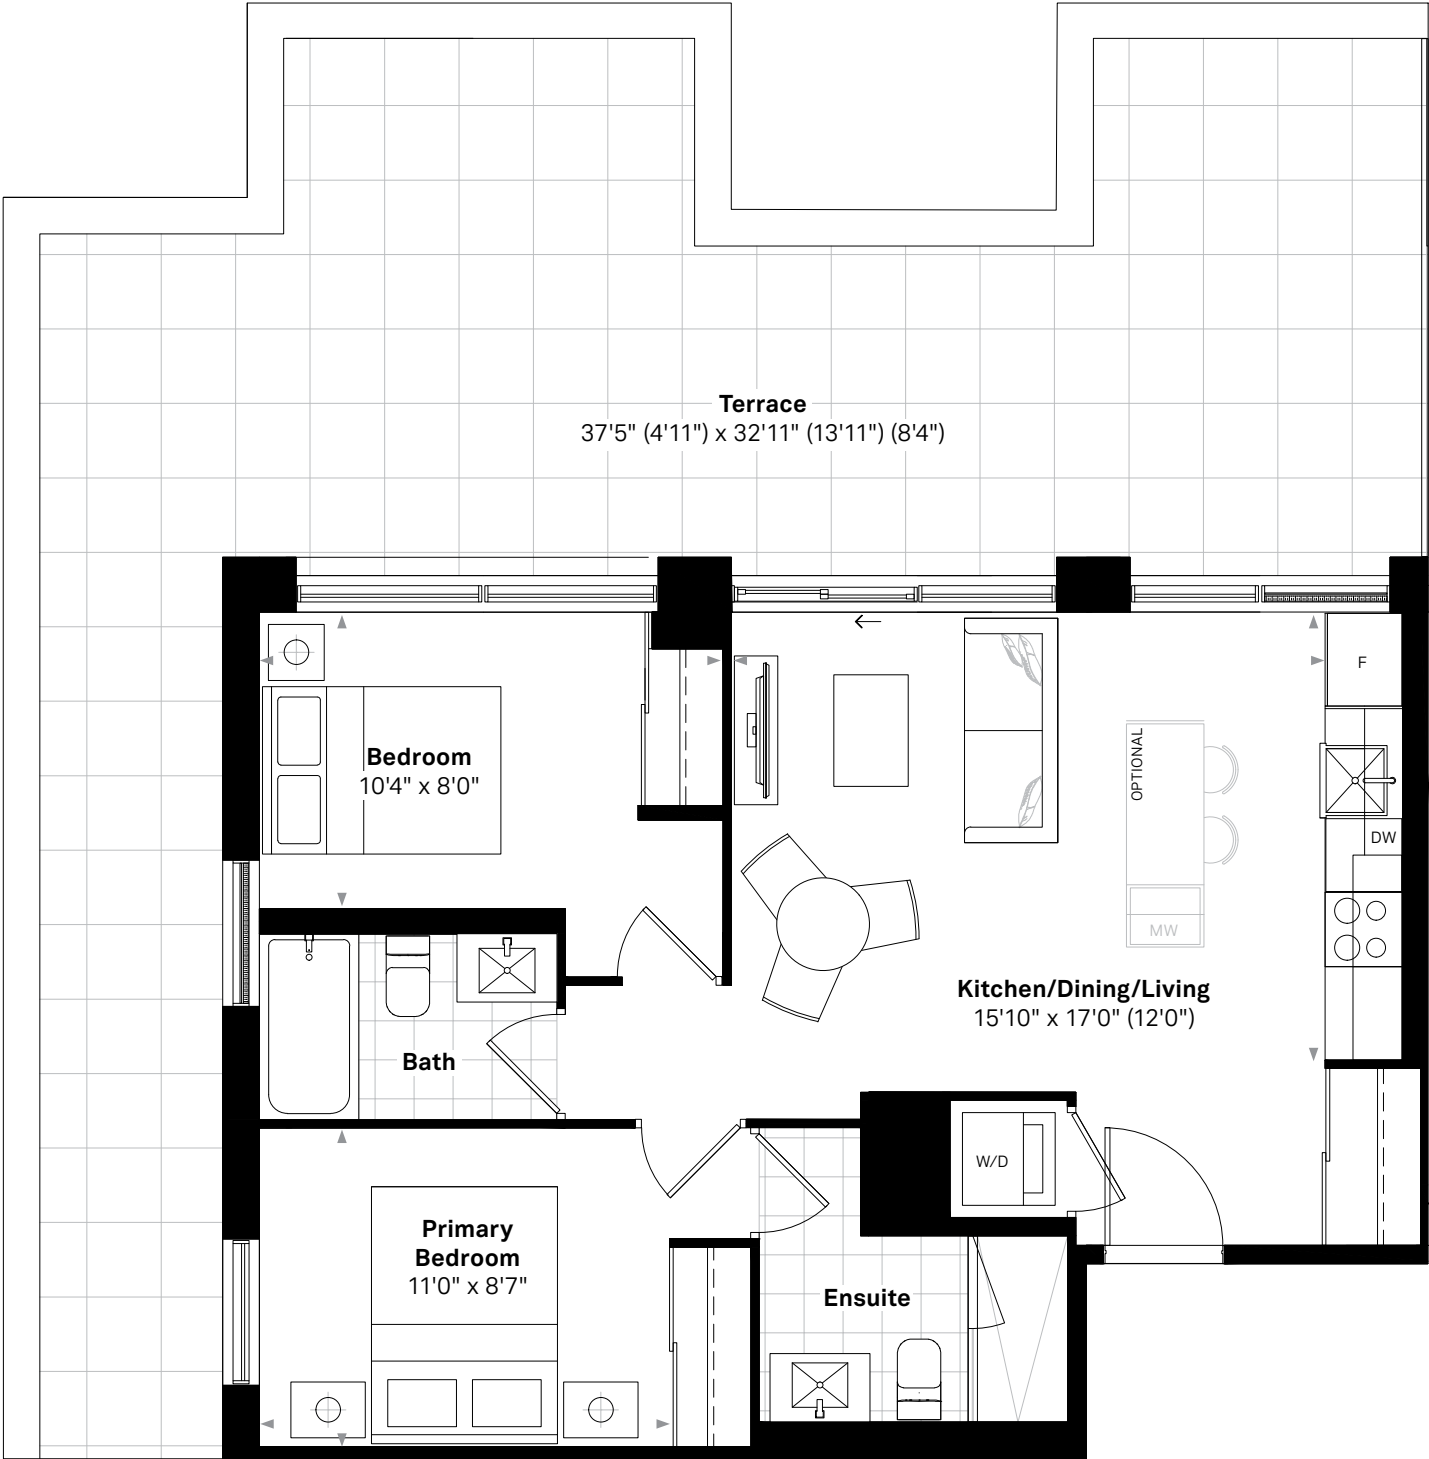 Terrace
37'5" (4'11") x 32'11" (13'11") (8'4")
F
Bedroom
10'4" x 8'0"
OPTIONAL
DW
MW
Kitchen/Dining/Living
15'10" x 17'0" (12'0")
Bath
W/D
Primary
Bedroom
11'0" x 8'7"
Ensuite